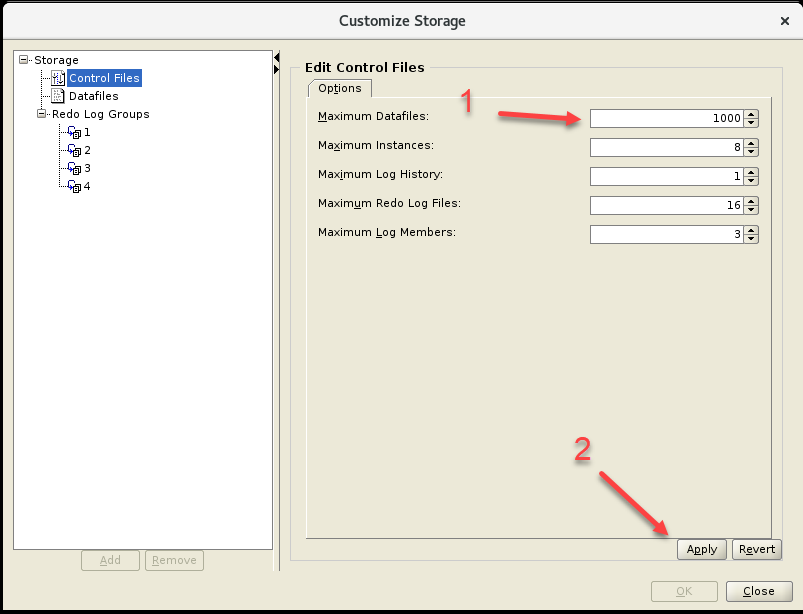 Customize Storage
Storage
Control Files
Datafiles
Redo Log Groups
1
2
3
4
Add
Remove
Edit Control Files
Options
1
Maximum Datafiles:
1000
Maximum Instances:
8
Maximum Log History:
1
Maximum Redo Log Files:
16
Maximum Log Members:
3
2
Apply
Revert
OK
Close